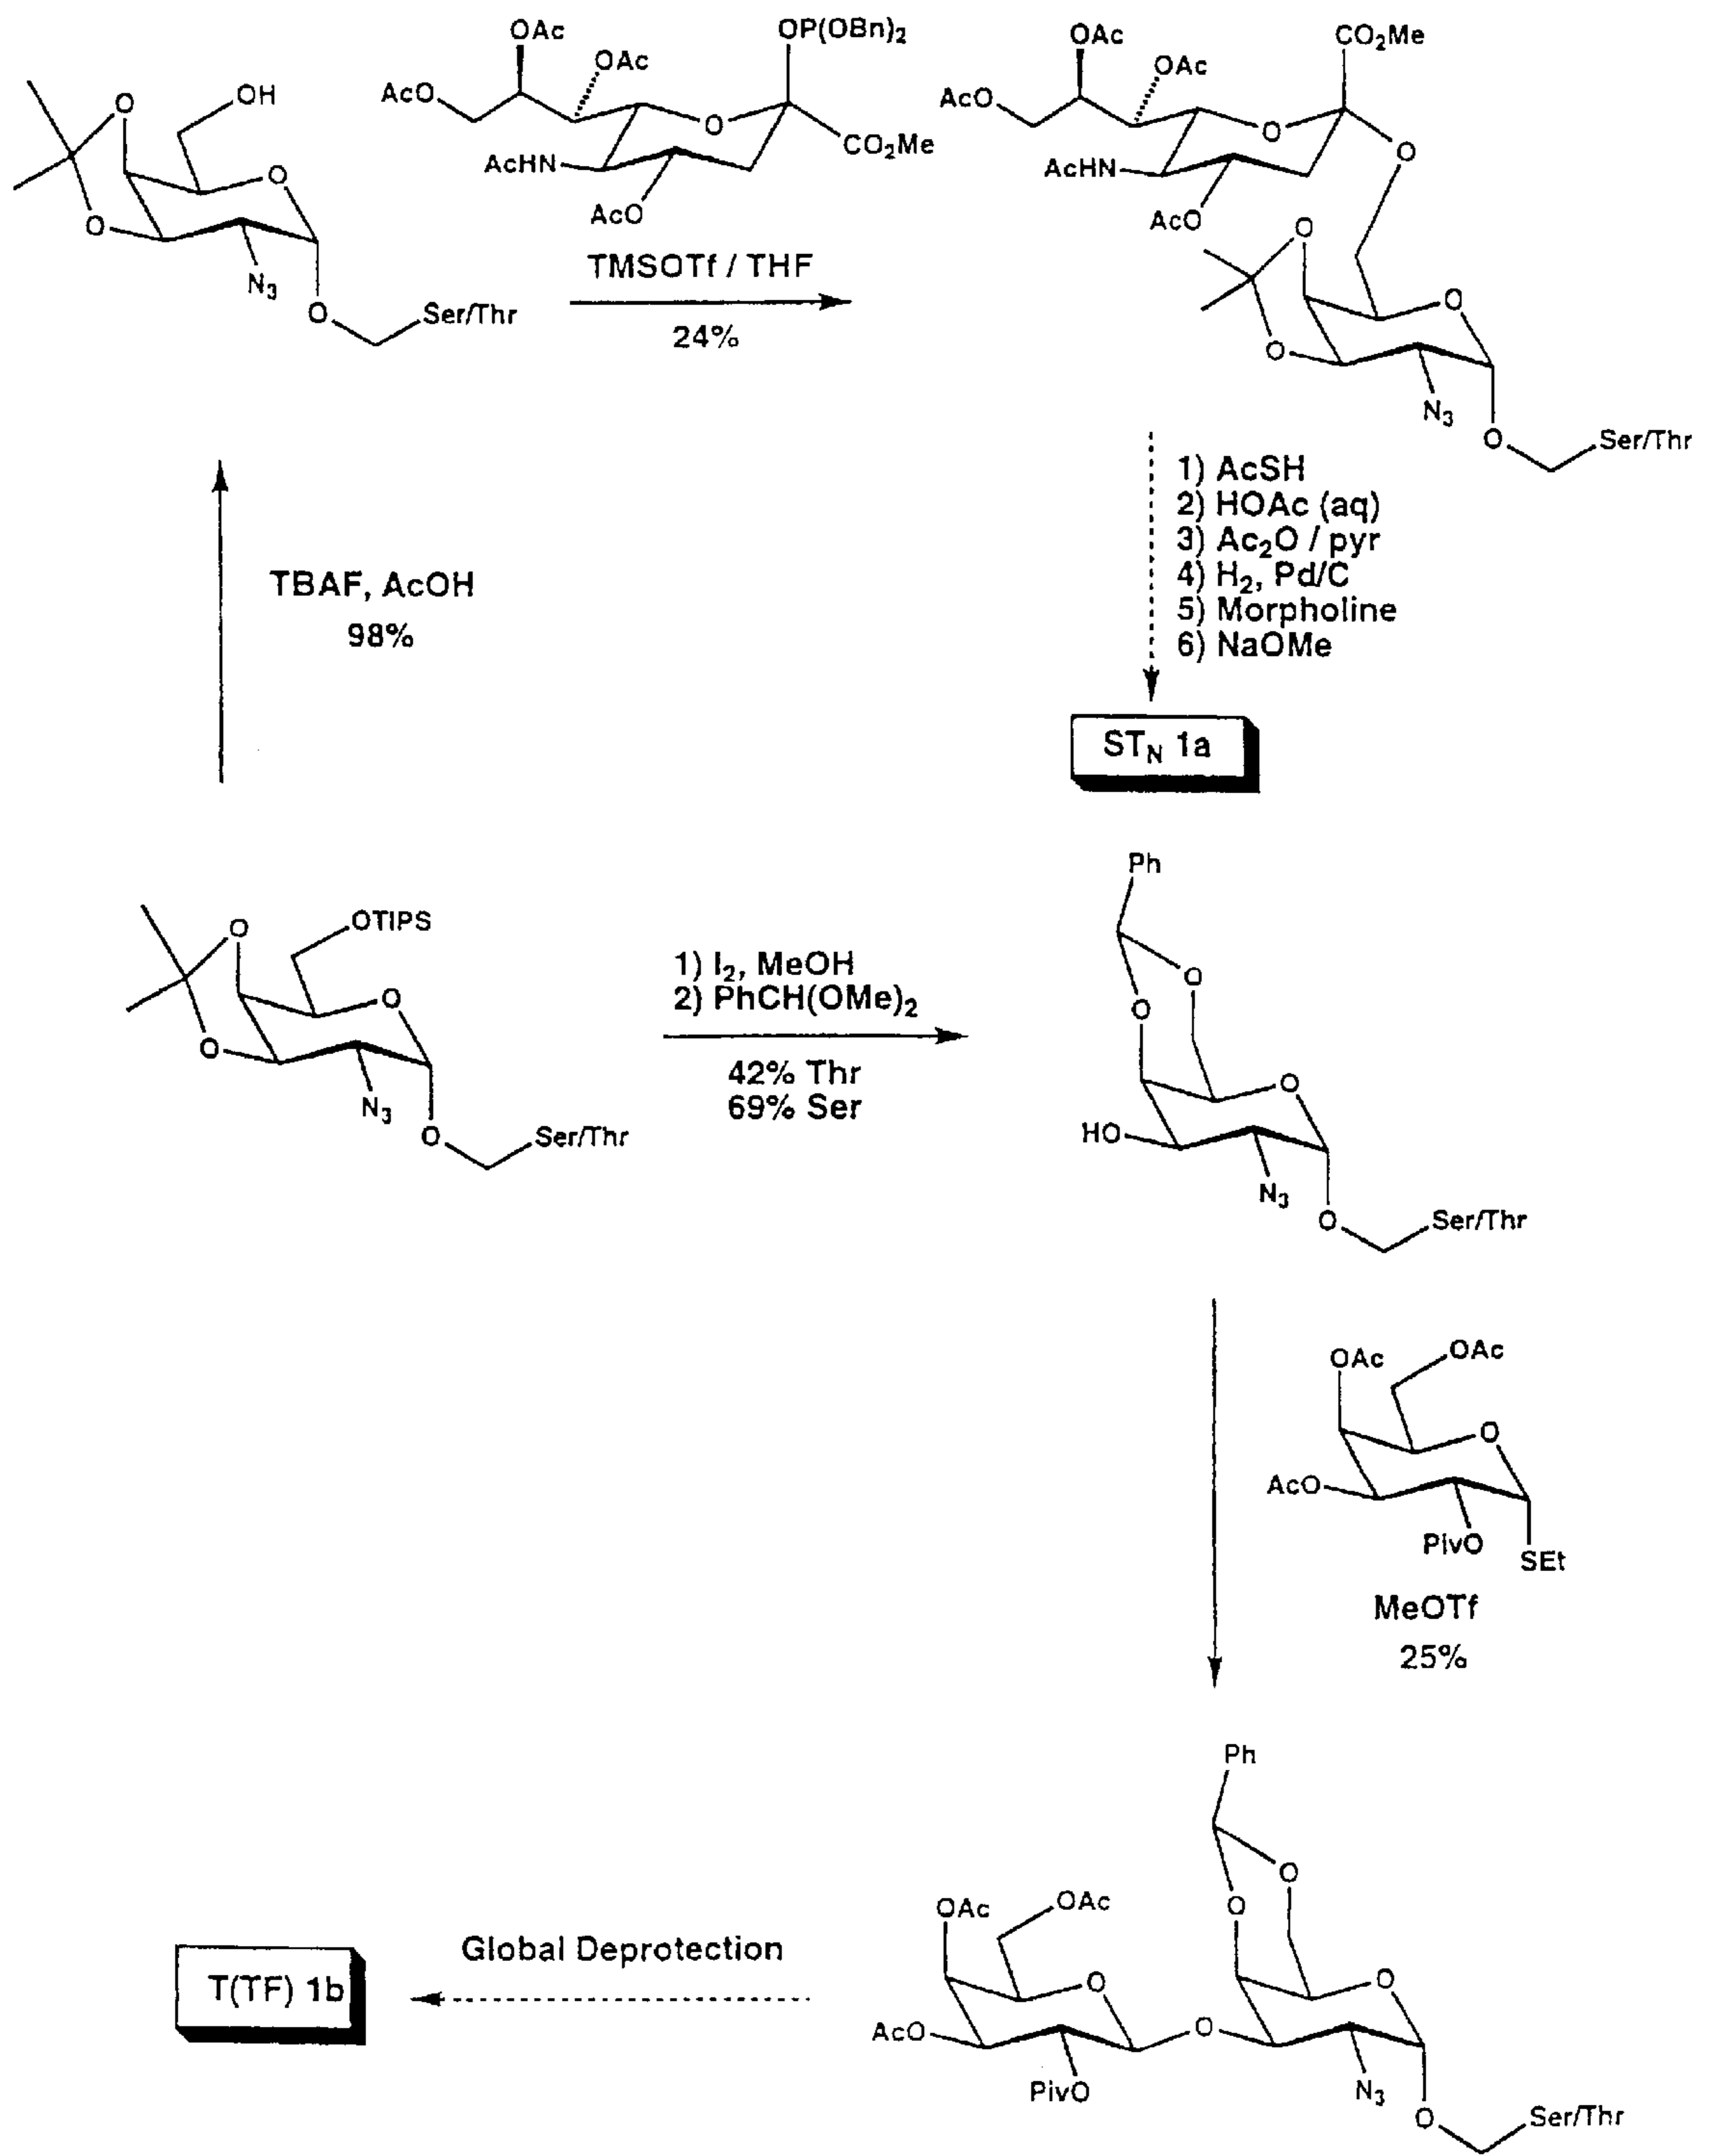 OAc
OP(OBn)₂
OAc
AcO
O
CO₂Me
AcHN
AcO
OAc
CO₂Me
OAc
AcO
O
O
AcHN
AcO
O
OH
O
O
N₃
O
Ser/Thr
TMSOTf / THF
24%
O
O
O
N₃
O
Ser/Thr
1) AcSH
2) HOAc (aq)
3) Ac₂O / pyr
4) H₂, Pd/C
5) Morpholine
6) NaOMe
TBAF, AcOH
98%
STN 1a
O
OTIPS
O
O
N₃
O
Ser/Thr
1) I₂, MeOH
2) PhCH(OMe)₂
42% Thr
69% Ser
Ph
O
O
O
HO
N₃
O
Ser/Thr
OAc
OAc
O
AcO
PivO
SEt
MeOTf
25%
Ph
O
O
OAc
OAc
O
O
AcO
O
PivO
N₃
O
Ser/Thr
Global Deprotection
T(TF) 1b